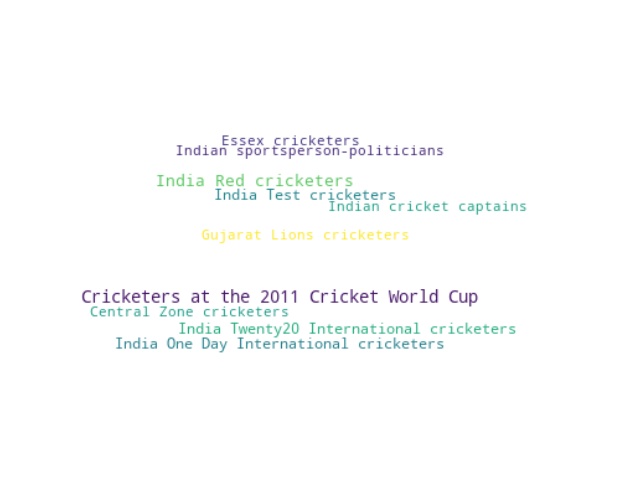 Essex cricketers
Indian sportsperson-politicians
India Red cricketers
India Test cricketers
Indian cricket captains
Gujarat Lions cricketers
Cricketers at the 2011 Cricket World Cup
Central Zone cricketers
India Twenty20 International cricketers
India One Day International cricketers